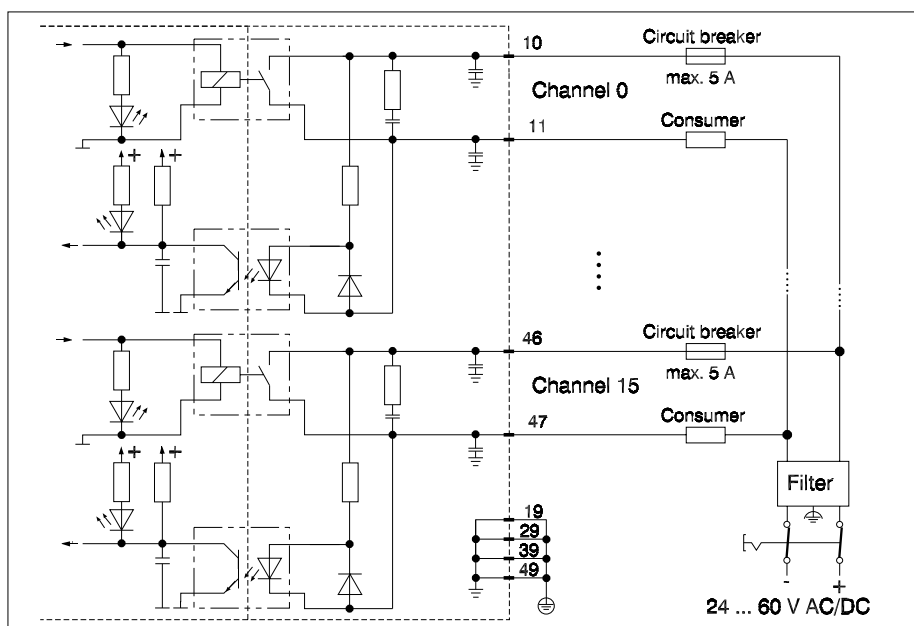 10
Circuit breaker
max. 5 A
Channel 0
11
Consumer
+
+
46
Circuit breaker
max. 5 A
Channel 15
47
Consumer
+
+
Filter
19
29
39
49
- +
24 ... 60 V AC/DC